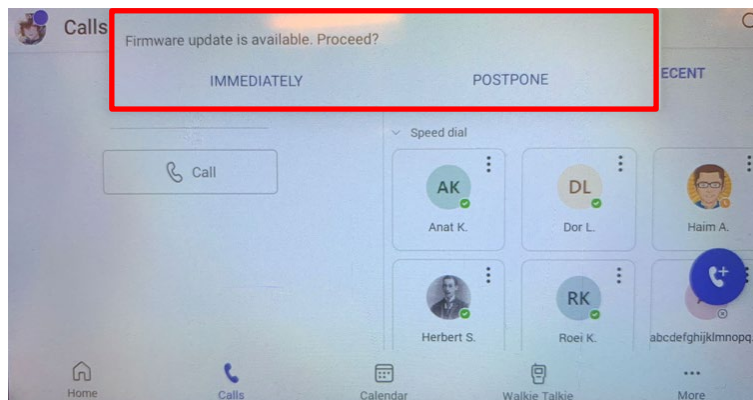 Calls
Firmware update is available. Proceed?
IMMEDIATELY
POSTPONE
ECENT
Speed dial
Call
AK
Anat K.
DL
Dor L.
Haim A.
Herbert S.
RK
Roei K.
abcdefghijklmnopq.
Home
Calls
Calendar
Walkie Talkie
More